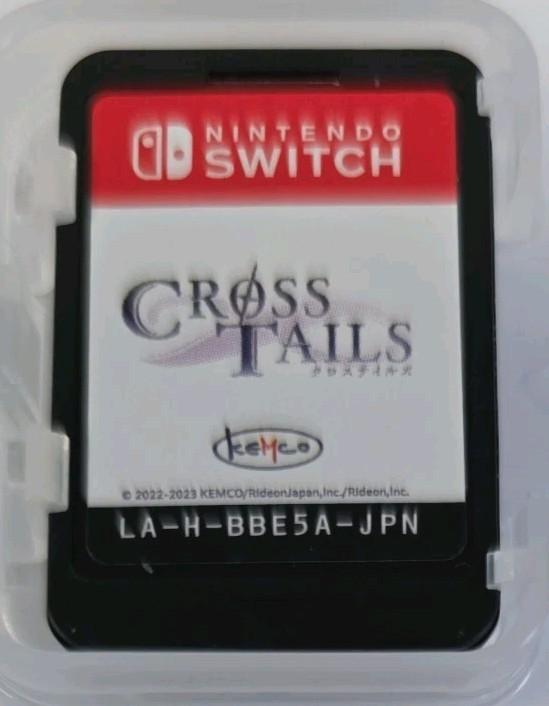 NINTENDO
SWITCH
CROSS
TAILS
クロステイルズ
KEMCO
© 2022-2023 KEMCO/RideonJapan,Inc./Rideon,Inc.
LA-H-BBE5A-JPN